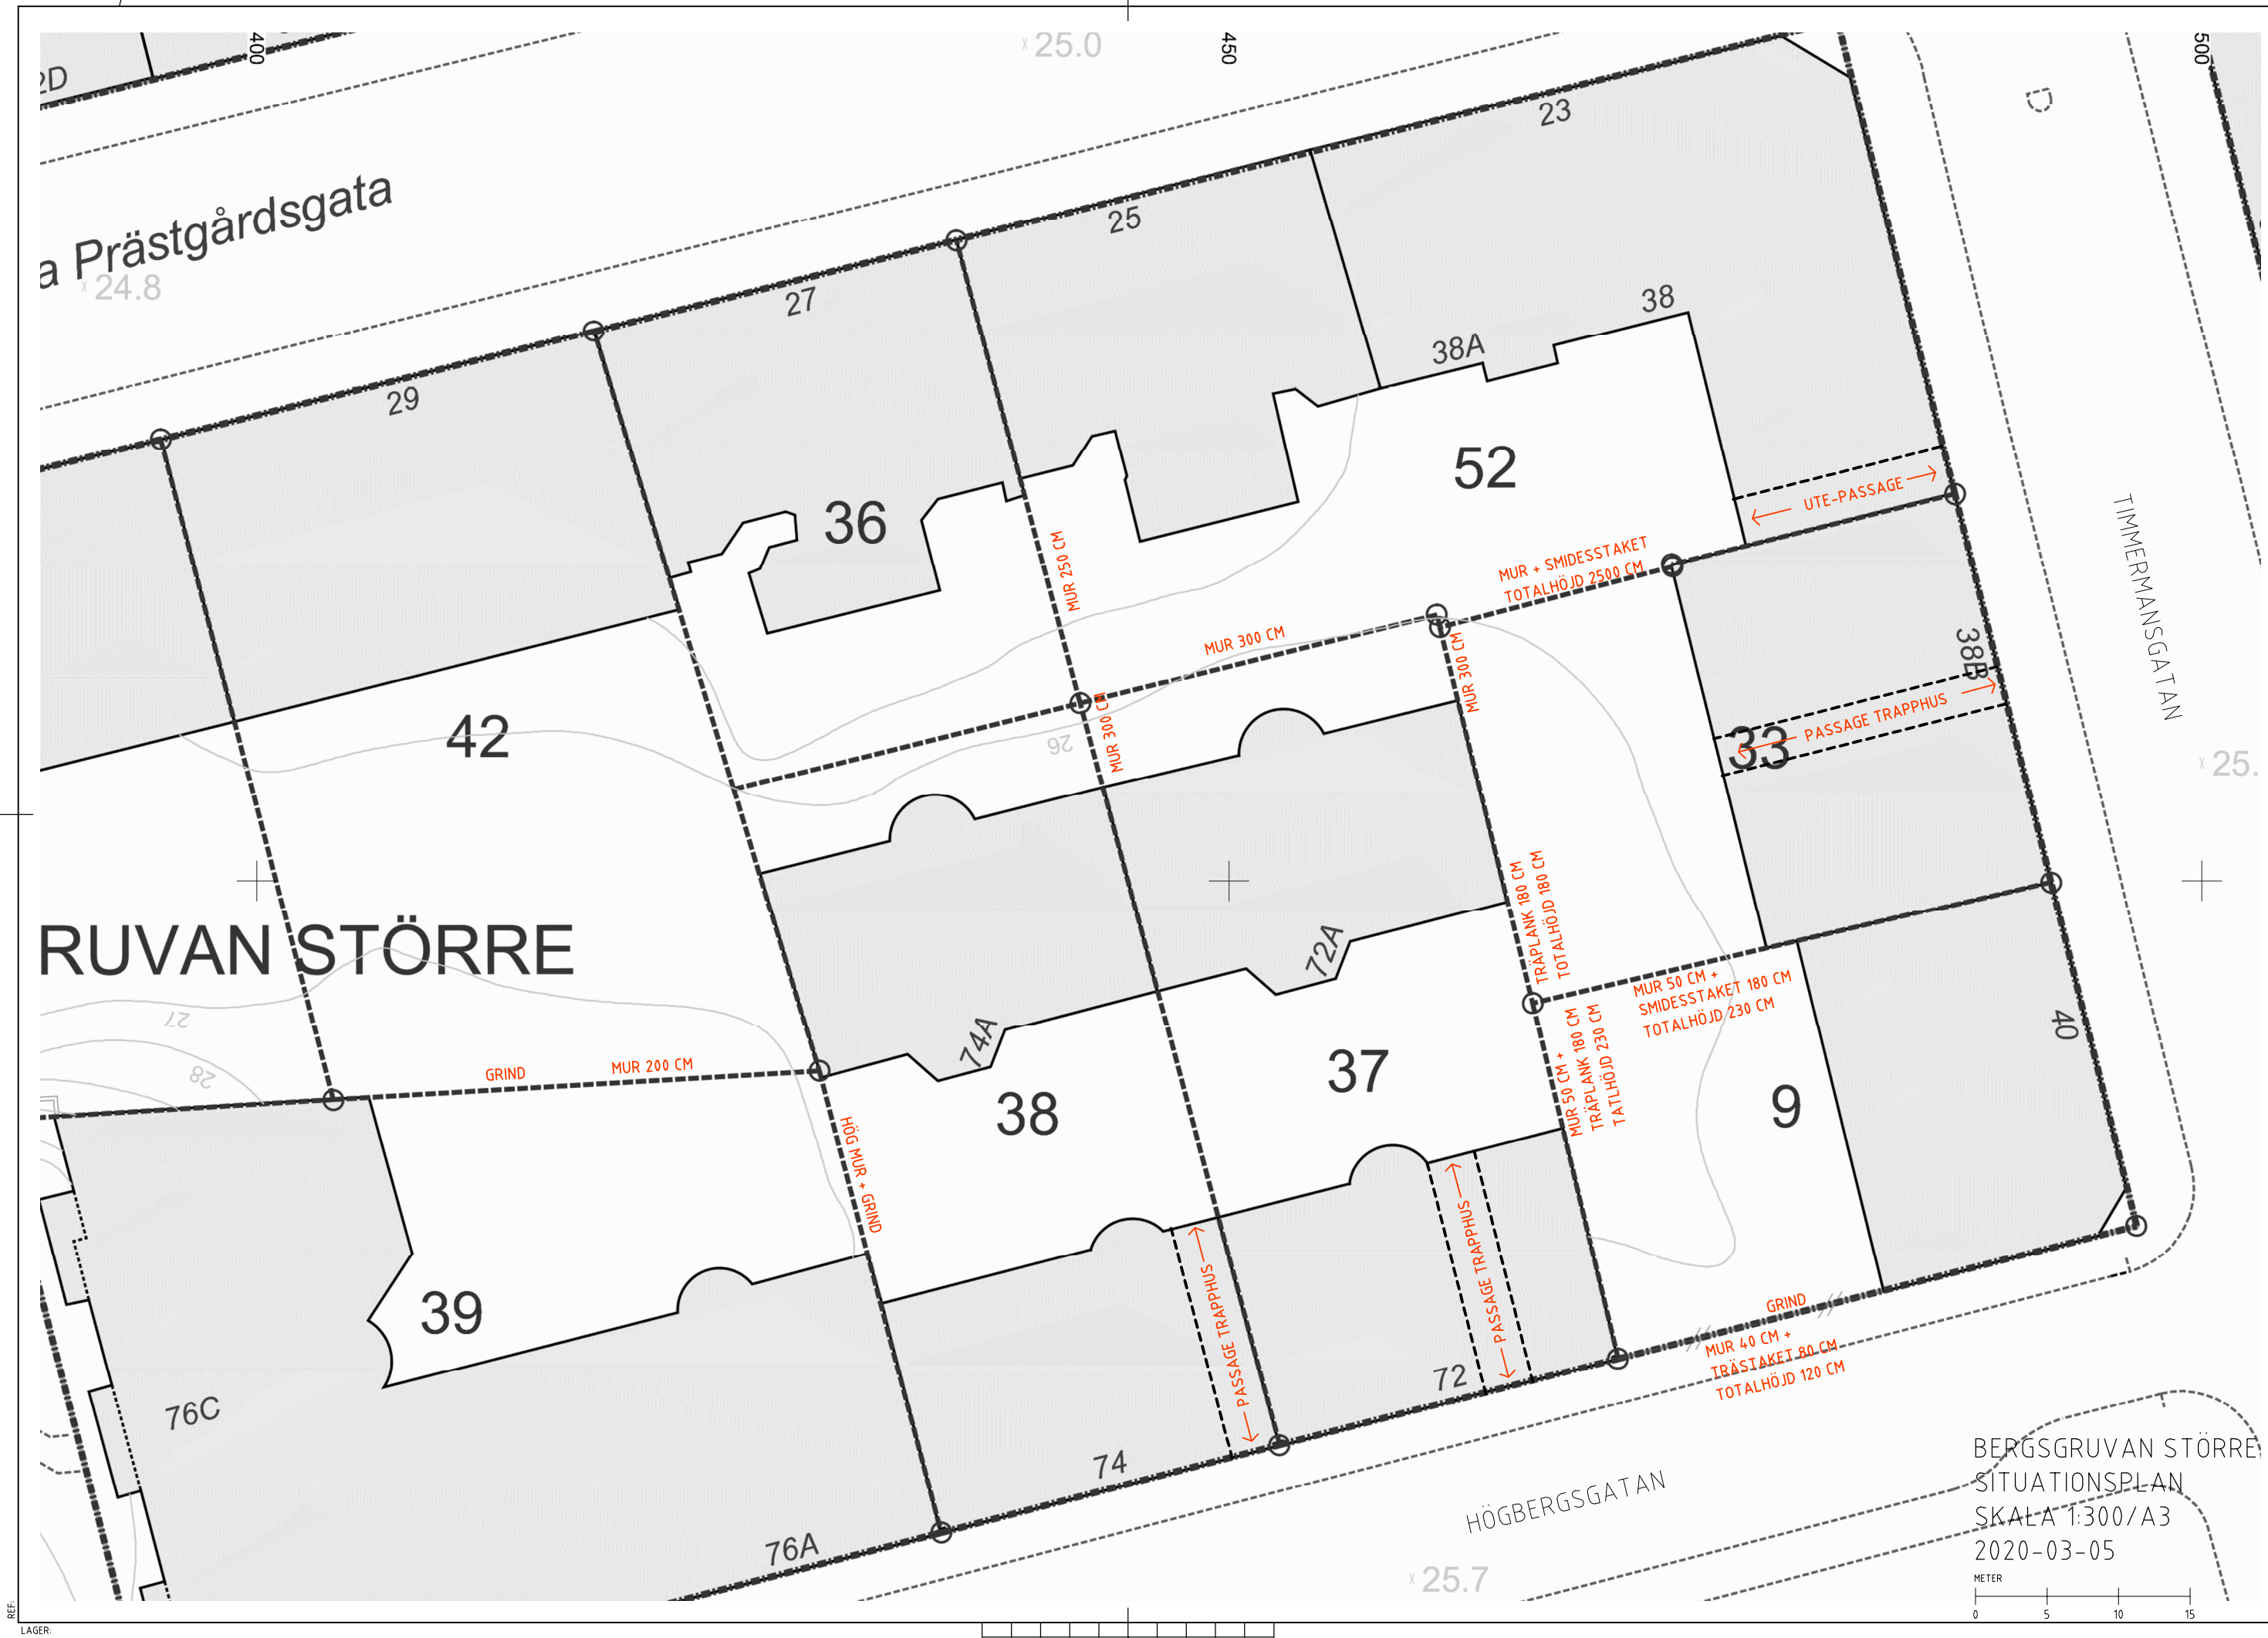 400
450
500
25.0
2D
23
a Prästgårdsgata
24.8
25
27
29
38
38A
52
36
UTE-PASSAGE
TIMMERMANSGATAN
MUR 250 CM
MUR + SMIDESSTAKET
TOTALHÖJD 2500 CM
MUR 300 CM
MUR 300 CM
MUR 300 CM
38B
PASSAGE TRAPPHUS
33
42
26
25.
RUVAN STÖRRE
27
28
TRÄPLANK 180 CM
TOTALHÖJD 180 CM
72A
MUR 50 CM +
SMIDESSTAKET 180 CM
TOTALHÖJD 230 CM
40
74A
GRIND
MUR 200 CM
MUR 50 CM +
TRÄPLANK 180 CM
TATLHÖJD 230 CM
37
38
9
HÖG MUR + GRIND
39
PASSAGE TRAPPHUS
PASSAGE TRAPPHUS
GRIND
MUR 40 CM +
TRÄSTAKET 80 CM
TOTALHÖJD 120 CM
72
76C
74
76A
HÖGBERGSGATAN
25.7
BERGSGRUVAN STÖRRE
SITUATIONSPLAN
SKALA 1:300/A3
2020-03-05
METER
0 5 10 15
REF:
LAGER: